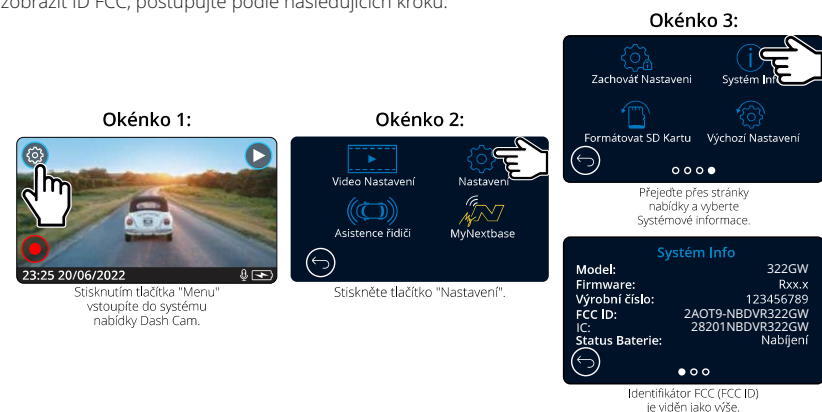 zobrazit ID FCC, postupujte podle následujících kroků.
Okénko 1:
23:25 20/06/2022
Stisknutím tlačítka "Menu"
vstoupíte do systému
nabídky Dash Cam.
Okénko 2:
Video Nastavení
Nastavení
Asistence řidiči
MyNextbase
Stiskněte tlačítko "Nastavení".
Okénko 3:
Zachovát Nastaveni
Systém Info
Formátovat SD Kartu
Výchozí Nastavení
Přejeďte přes stránky
nabídky a vyberte
Systémové informace.
Systém Info
Model: 322GW
Firmware: Rxx.x
Výrobní číslo: 123456789
FCC ID: 2AOT9-NBDVR322GW
IC: 28201NBDVR322GW
Status Baterie: Nabíjení
Identifikátor FCC (FCC ID)
je viděn jako výše.